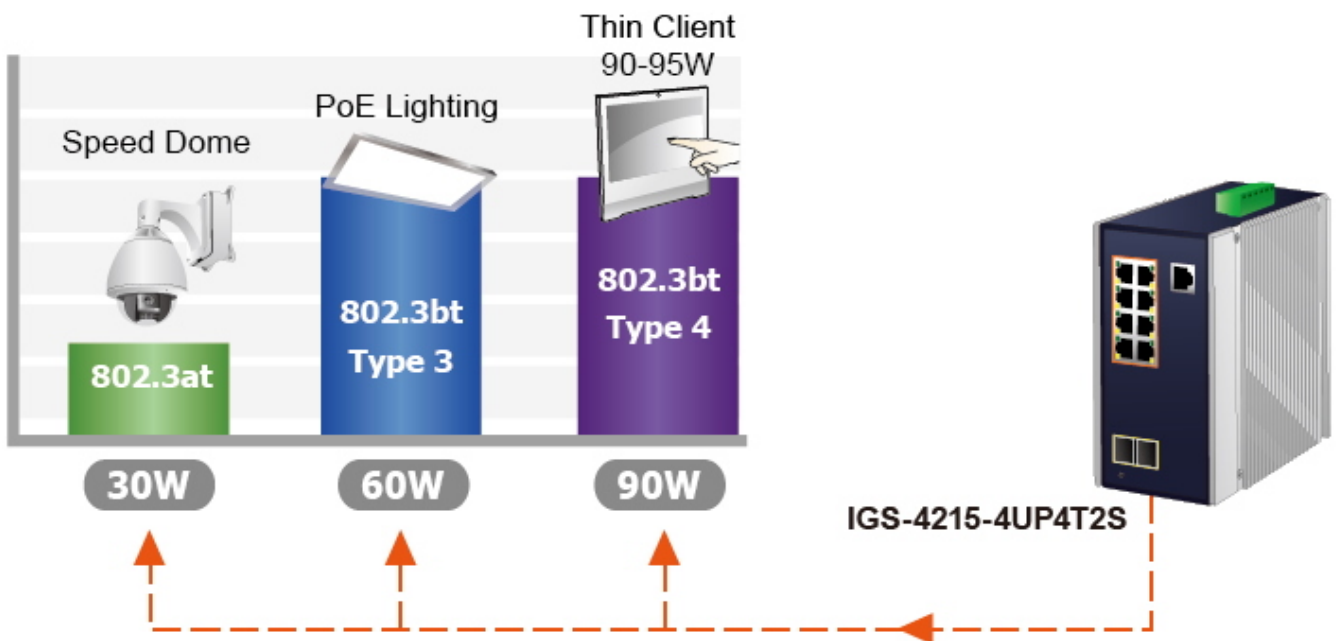 Thin Client
90-95W
PoE Lighting
Speed Dome
802.3at
802.3bt
Type 3
802.3bt
Type 4
30W
60W
90W
IGS-4215-4UP4T2S